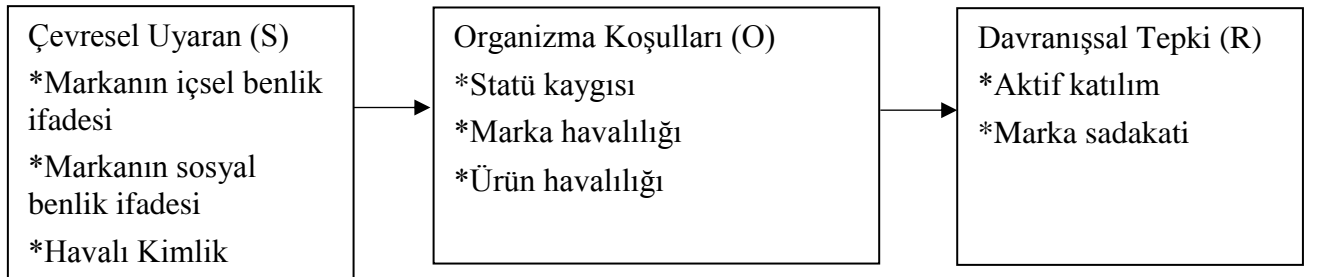 Çevresel Uyaran (S)
*Markanın içsel benlik
ifadesi
*Markanın sosyal
benlik ifadesi
*Havalı Kimlik
Organizma Koşulları (O)
*Statü kaygısı
*Marka havalılığı
*Ürün havalılığı
Davranışsal Tepki (R)
*Aktif katılım
*Marka sadakati